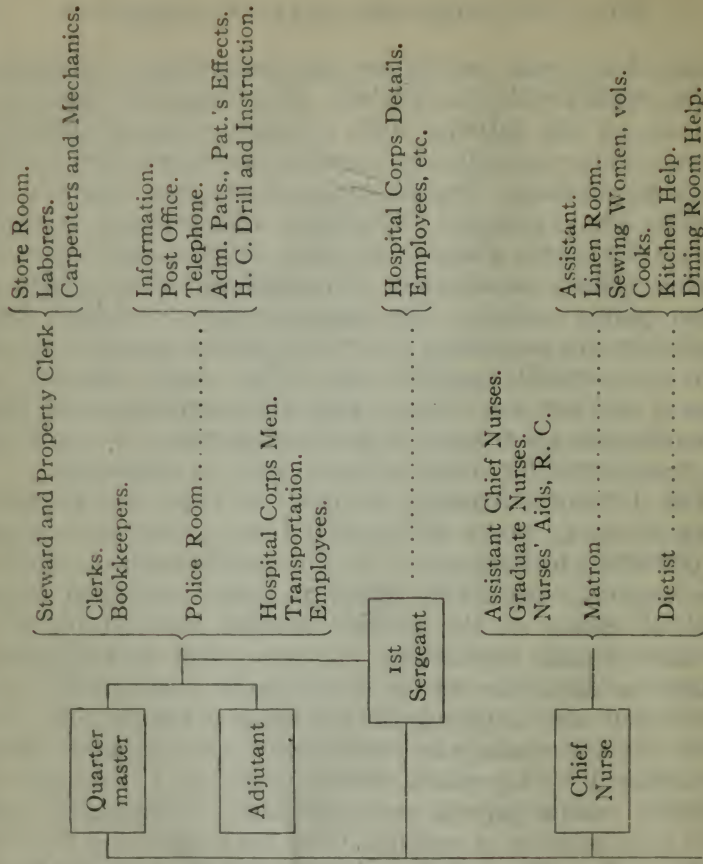 Quarter
master
Adjutant
1st
Sergeant
Chief
Nurse
Steward and Property Clerk
Clerks.
Bookkeepers.
Police Room..........
Hospital Corps Men.
Transportation.
Employees.
Assistant Chief Nurses.
Graduate Nurses.
Nurses' Aids, R. C.
Matron ..............
Dietist ..............
Store Room.
Laborers.
Carpenters and Mechanics.
Information.
Post Office.
Telephone.
Adm. Pats., Pat.'s Effects.
H. C. Drill and Instruction.
Hospital Corps Details.
Employees, etc.
Assistant.
Linen Room.
Sewing Women, vols.
Cooks.
Kitchen Help.
Dining Room Help.